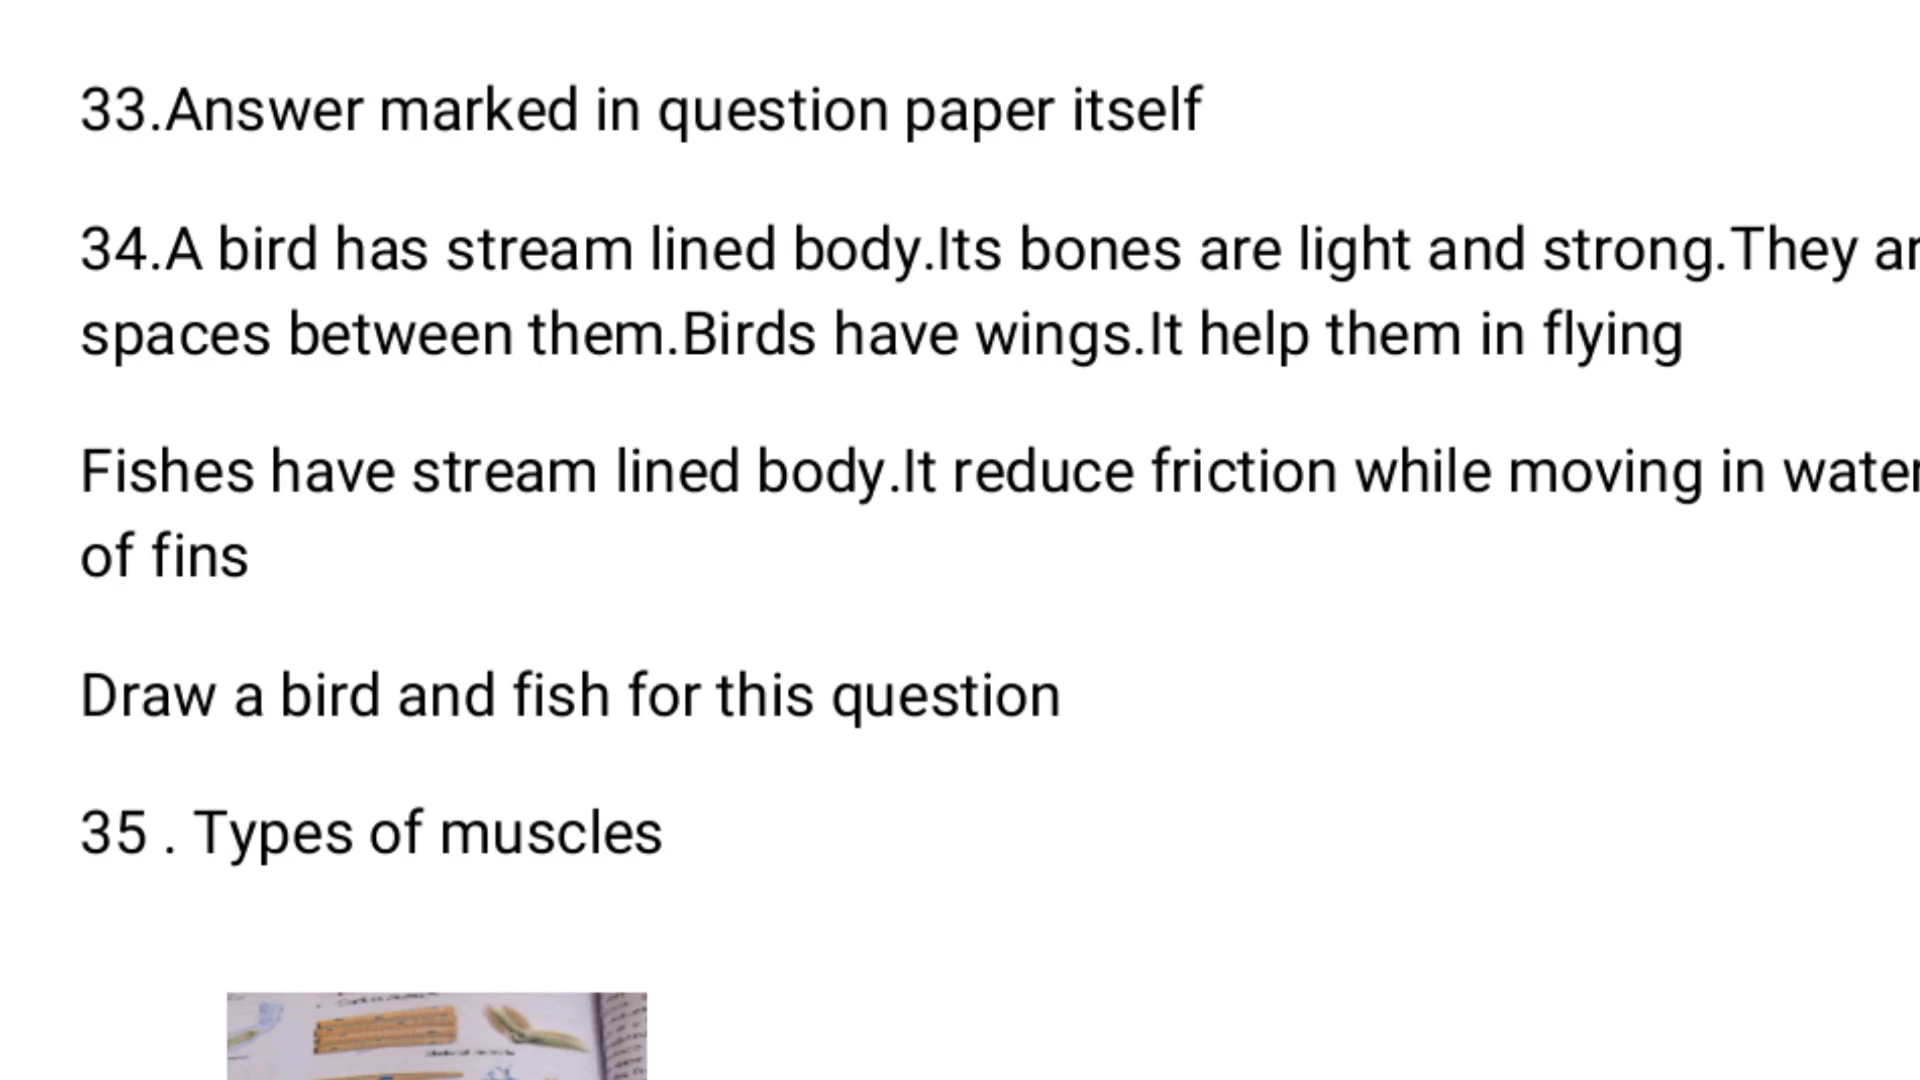 33.Answer marked in question paper itself
34.A bird has stream lined body.Its bones are light and strong.They
spaces between them.Birds have wings.It help them in flying
Fishes have stream lined body.It reduce friction while moving in water
of fins
Draw a bird and fish for this question
35 . Types of muscles